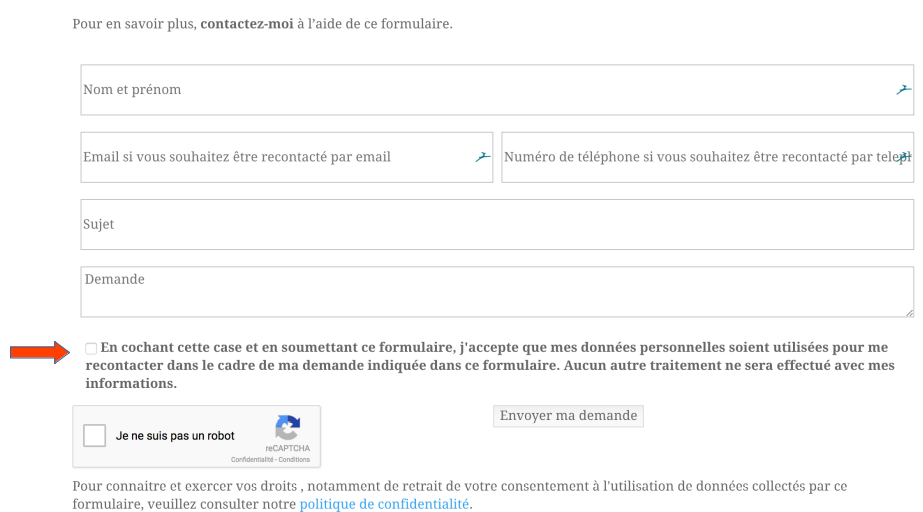 Pour en savoir plus, contactez-moi à l'aide de ce formulaire.
Nom et prénom
Email si vous souhaitez être recontacté par email
Numéro de téléphone si vous souhaitez être recontacté par
Sujet
Demande
En cochant cette case et en soumettant ce formulaire, j'accepte que mes données personnelles soient utilisées pour me
recontacter dans le cadre de ma demande indiquée dans ce formulaire. Aucun autre traitement ne sera effectué avec mes
informations.
Je ne suis pas un robot
reCAPTCHA
Confidentialité - Conditions
Envoyer ma demande
Pour connaitre et exercer vos droits , notamment de retrait de votre consentement à l'utilisation de données collectés par ce
formulaire, veuillez consulter notre politique de confidentialité.